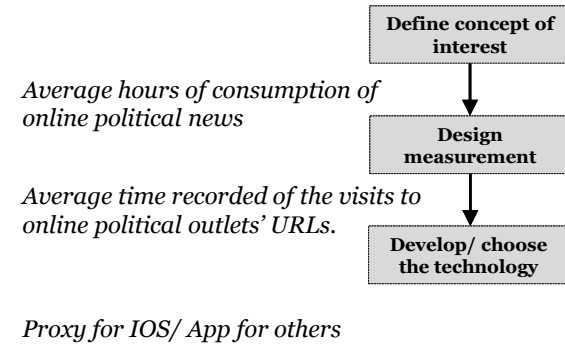 Define concept of
interest
Average hours of consumption of
online political news
Design
measurement
Average time recorded of the visits to
online political outlets' URLs.
Develop/ choose
the technology
Proxy for IOS/ App for others